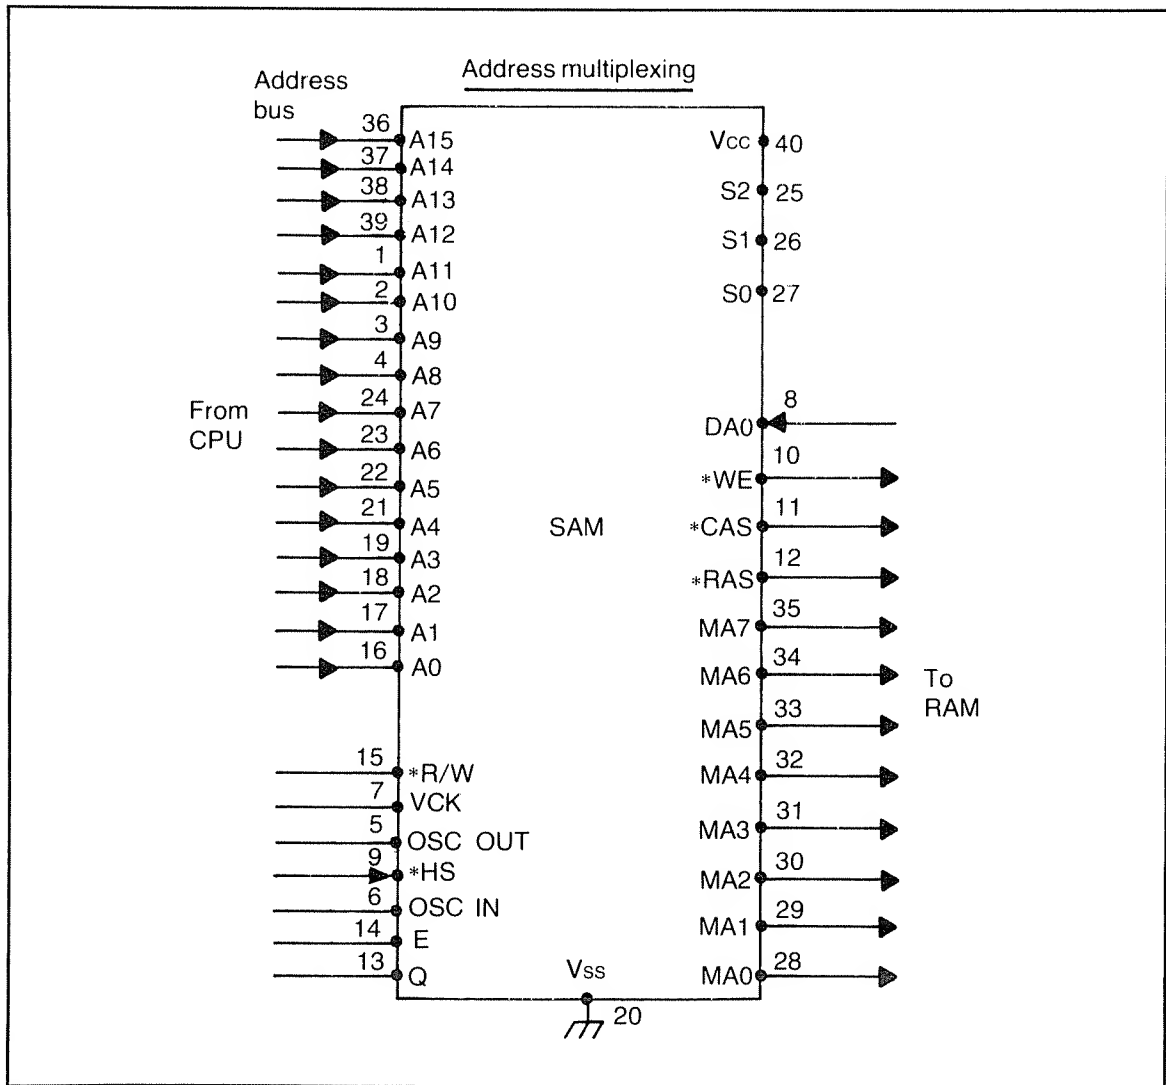 Address multiplexing
Address
bus
36 A15
37 A14
38 A13
39 A12
1 A11
2 A10
3 A9
4 A8
24 A7
23 A6
22 A5
21 A4
19 A3
18 A2
17 A1
16 A0
From
CPU
15 *R/W
7 VCK
5 OSC OUT
9 *HS
6 OSC IN
14 E
13 Q
SAM
Vss
20
Vcc 40
S2 25
S1 26
S0 27
DA0 8
*WE 10
*CAS 11
*RAS 12
MA7 35
MA6 34
MA5 33
MA4 32
MA3 31
MA2 30
MA1 29
MA0 28
To
RAM